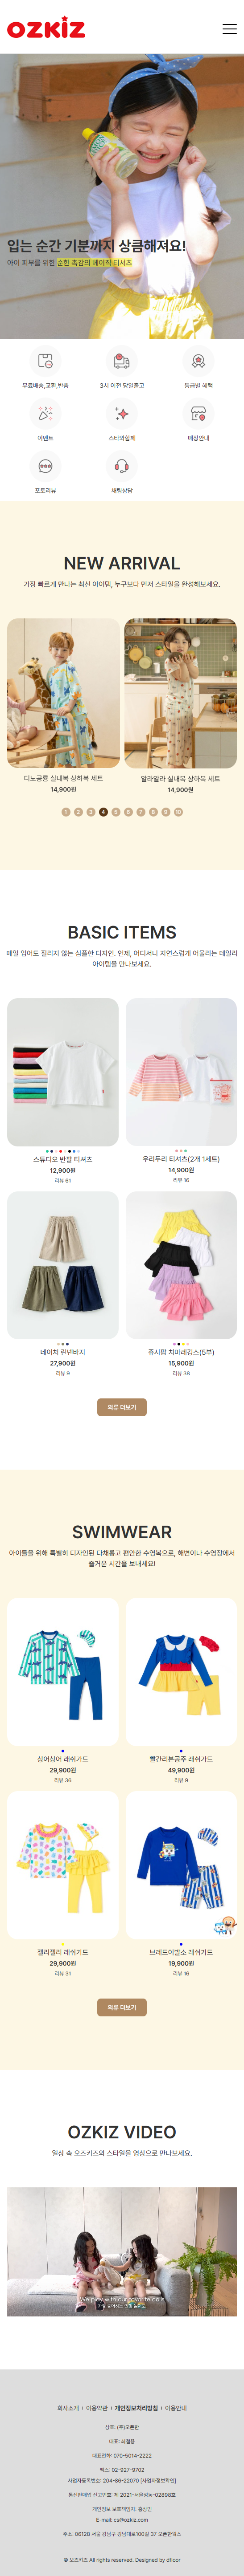 OZKIZ
입는 순간 기분까지 상큼해져요!
아이 피부를 위한 순한 촉감의 베이직 티셔츠
무료배송,교환,반품
3시 이전 당일출고
등급별 혜택
이벤트
스타와함께
매장안내
포토리뷰
채팅상담
NEW ARRIVAL
가장 빠르게 만나는 최신 아이템, 누구보다 먼저 스타일을 완성해보세요.
디노공룡 실내복 상하복 세트
14,900원
알라알라 실내복 상하복 세트
14,900원
1 2 3 4 5 6 7 8 9 10
BASIC ITEMS
매일 입어도 질리지 않는 심플한 디자인. 언제, 어디서나 자연스럽게 어울리는 데일리
아이템을 만나보세요.
스튜디오 반팔 티셔츠
12,900원
리뷰 61
우리두리 티셔츠(2개 1세트)
14,900원
리뷰 16
네이처 린넨바지
27,900원
리뷰 9
쥬시팝 치마레깅스(5부)
15,900원
리뷰 38
의류 더보기
SWIMWEAR
아이들을 위해 특별히 디자인된 다채롭고 편안한 수영복으로, 해변이나 수영장에서
즐거운 시간을 보내세요!
상어상어 래쉬가드
29,900원
리뷰 36
빨간리본공주 래쉬가드
49,900원
리뷰 9
젤리젤리 래쉬가드
29,900원
리뷰 31
브레드이발소 래쉬가드
19,900원
리뷰 16
의류 더보기
OZKIZ VIDEO
일상 속 오즈키즈의 스타일을 영상으로 만나보세요.
회사소개 | 이용약관 | 개인정보처리방침 | 이용안내
상호: (주)오픈한
대표: 최철용
대표전화: 070-5014-2222
팩스: 02-927-9702
사업자등록번호: 204-86-22070 [사업자정보확인]
통신판매업 신고번호: 제 2021-서울성동-02898호
개인정보 보호책임자: 홍상민
E-mail: cs@ozkiz.com
주소: 06128 서울 강남구 강남대로100길 37 오픈한웍스
© 오즈키즈 All rights reserved. Designed by dfloor